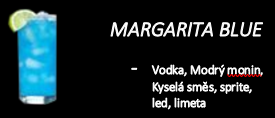 MARGARITA BLUE
- Vodka, Modrý monin,
Kyselá směs, sprite,
led, limeta